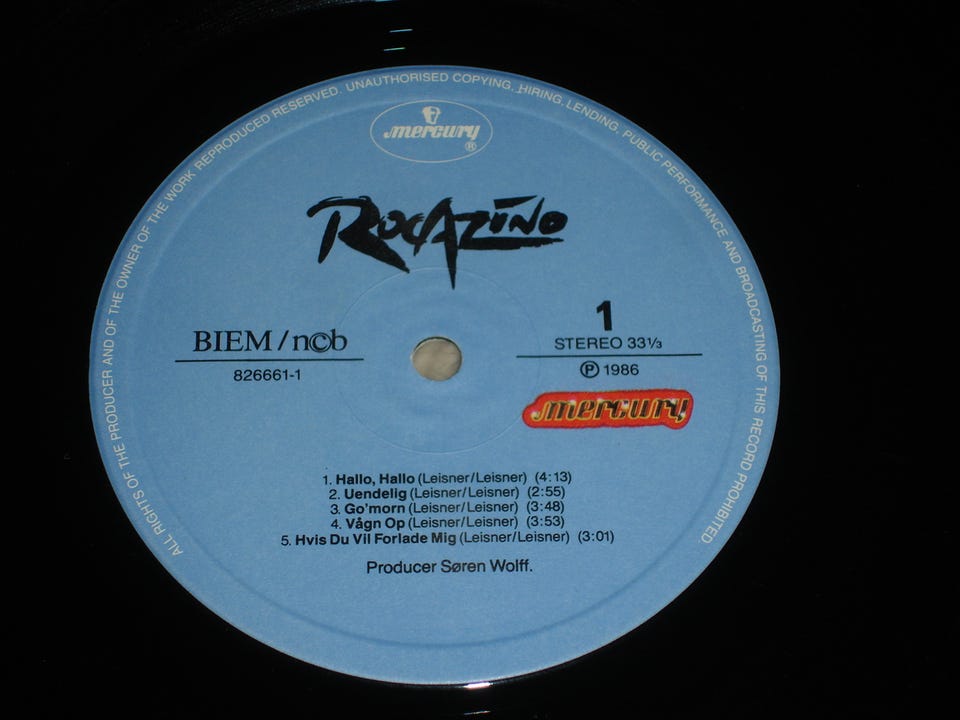 ALL RIGHTS OF THE PRODUCER AND OF THE OWNER OF THE WORK REPRODUCED RESERVED. UNAUTHORISED COPYING, HIRING, LENDING, PUBLIC PERFORMANCE AND BROADCASTING OF THIS RECORD PROHIBITED.
mercury
®
ROCAZINO
BIEM/n©b
826661-1
1
STEREO 33⅓
℗ 1986
mercury
1. Hallo, Hallo (Leisner/Leisner) (4:13)
2. Uendelig (Leisner/Leisner) (2:55)
3. Go'morn (Leisner/Leisner) (3:48)
4. Vågn Op (Leisner/Leisner) (3:53)
5. Hvis Du Vil Forlade Mig (Leisner/Leisner) (3:01)
Producer Søren Wolff.